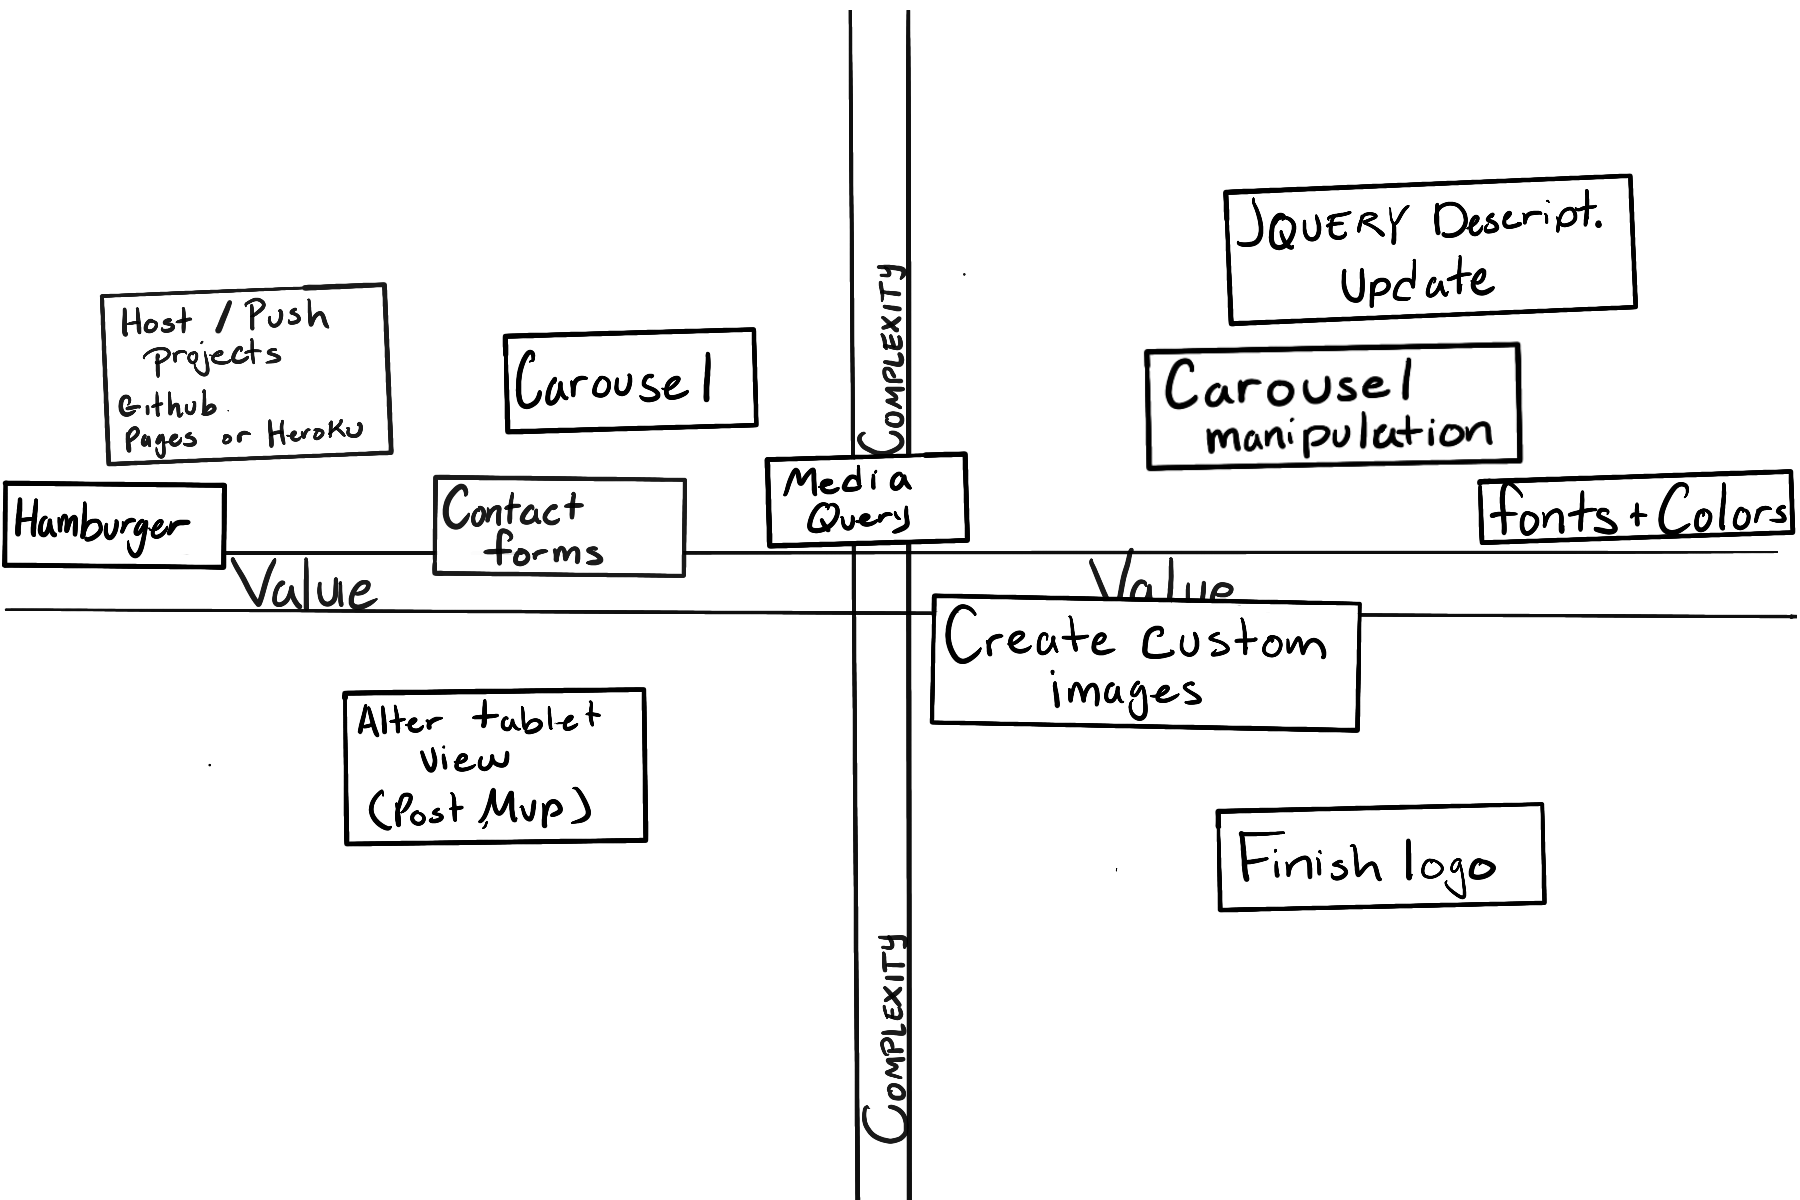 COMPLEXITY
JQUERY Descript.
Update
Host / Push
Projects
Github
Pages or Heroku
Carousel
Carousel
manipulation
Hamburger
Contact
forms
Media
Query
fonts + Colors
Value
Value
Create custom
images
Alter tablet
view
(Post Mvp)
Finish logo
COMPLEXITY